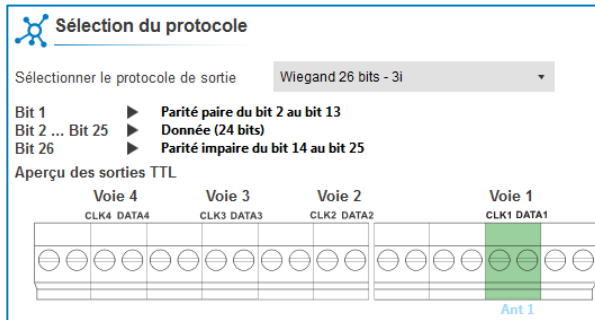 Sélection du protocole
Sélectionner le protocole de sortie Wiegand 26 bits - 3i
Bit 1 Parité paire du bit 2 au bit 13
Bit 2 ... Bit 25 Donnée (24 bits)
Bit 26 Parité impaire du bit 14 au bit 25
Aperçu des sorties TTL
Voie 4 Voie 3 Voie 2 Voie 1
CLK4 DATA4 CLK3 DATA3 CLK2 DATA2 CLK1 DATA1
Ant 1